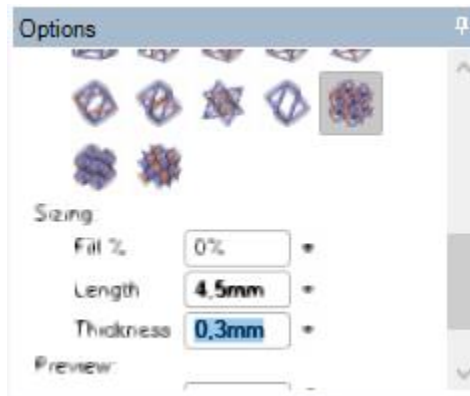 Options
Sizing:
Fill % 0%
Length 4,5mm
Thickness 0,3mm
Preview: